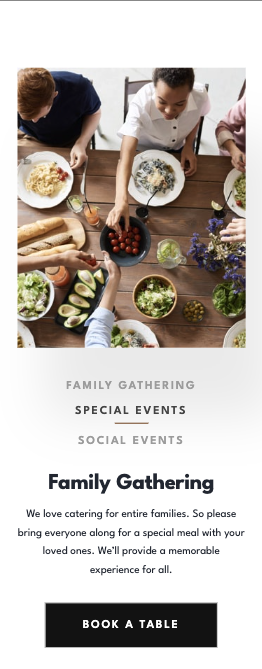 FAMILY GATHERING
SPECIAL EVENTS
SOCIAL EVENTS
Family Gathering
We love catering for entire families. So please
bring everyone along for a special meal with your
loved ones. We'll provide a memorable
experience for all.
BOOK A TABLE